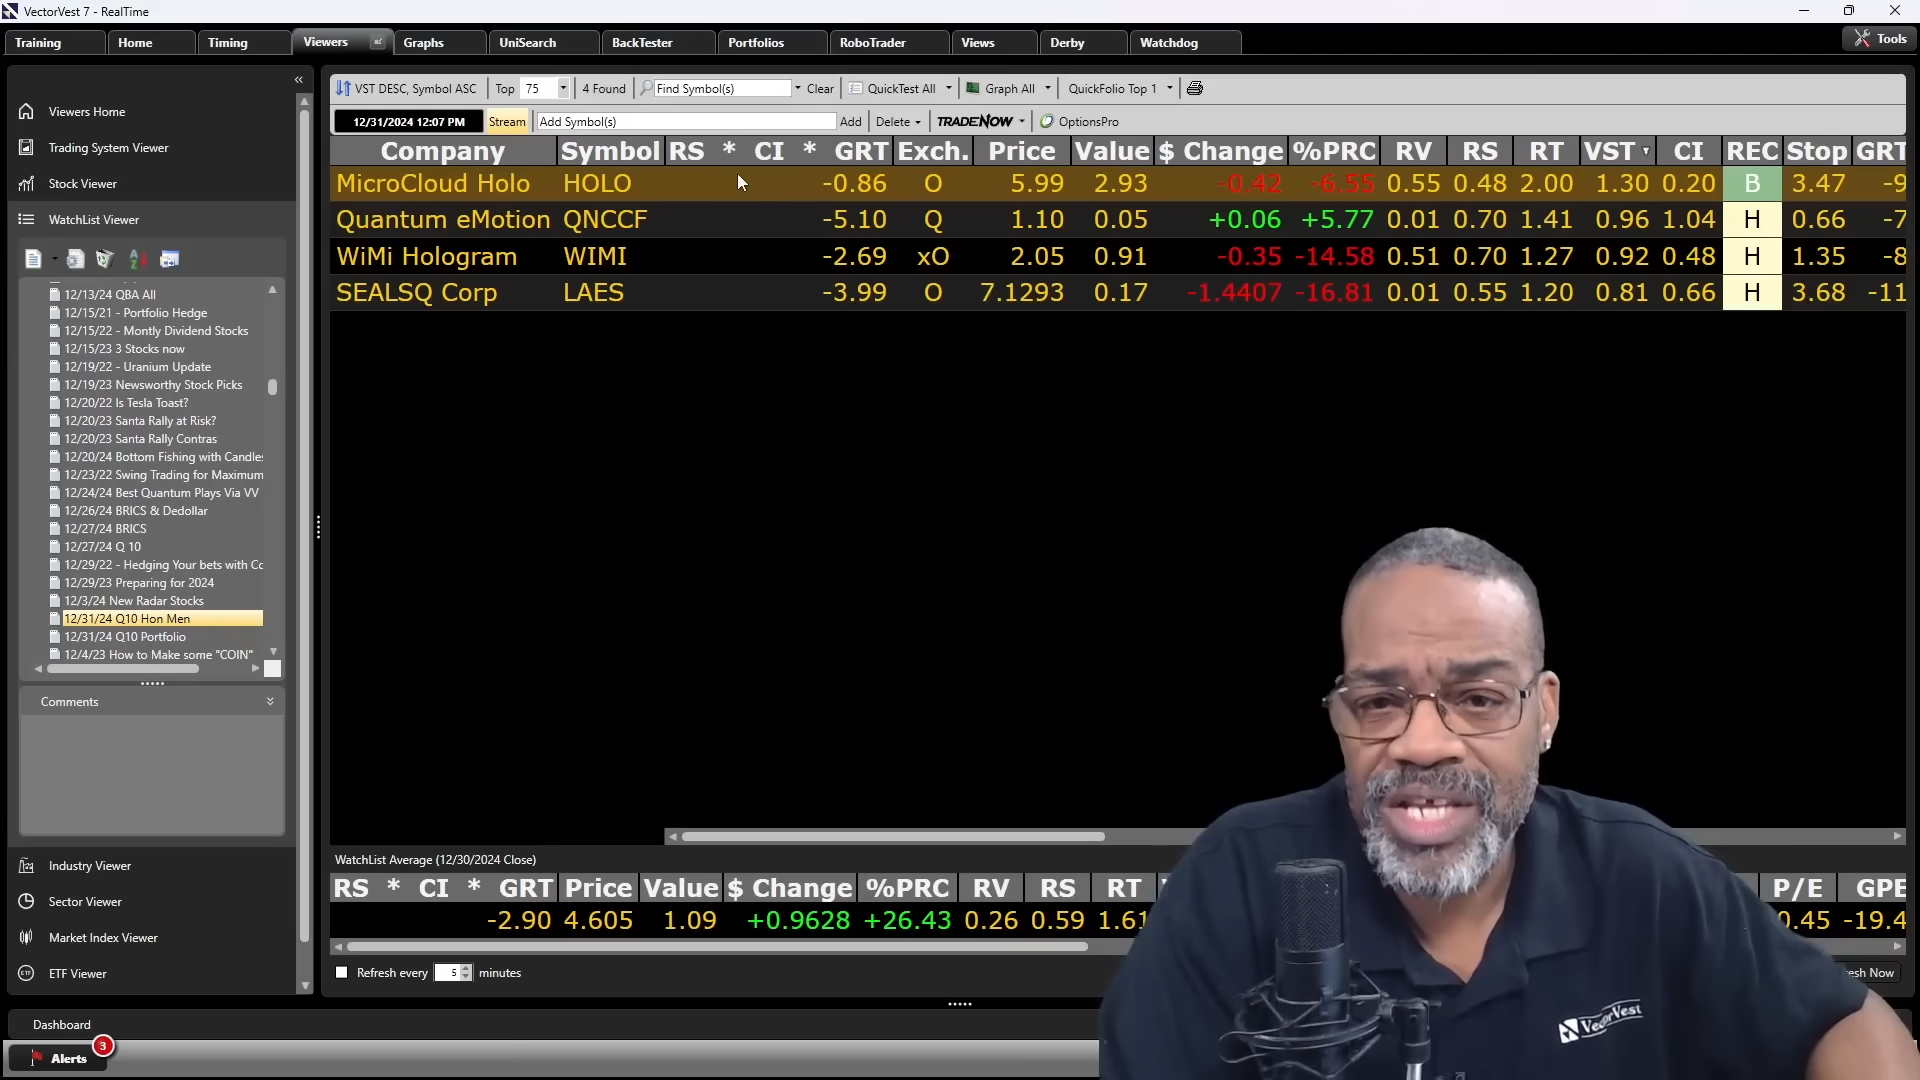 VectorVest 7 - RealTime
Training Home Timing Viewers Graphs UniSearch BackTester Portfolios RoboTrader Views Derby Watchdog Tools
VST DESC, Symbol ASC Top 75 4 Found Find Symbol(s) Clear QuickTest All Graph All QuickFolio Top 1
12/31/2024 12:07 PM Stream Add Symbol(s) Add Delete TRADENOW OptionsPro
Company Symbol RS * CI * GRT Exch. Price Value $ Change %PRC RV RS RT VST CI REC Stop GRT
MicroCloud Holo HOLO -0.86 O 5.99 2.93 -0.42 -6.55 0.55 0.48 2.00 1.30 0.20 B 3.47 -9
Quantum eMotion QNCCF -5.10 Q 1.10 0.05 +0.06 +5.77 0.01 0.70 1.41 0.96 1.04 H 0.66 -7
WiMi Hologram WIMI -2.69 xO 2.05 0.91 -0.35 -14.58 0.51 0.70 1.27 0.92 0.48 H 1.35 -8
SEALSQ Corp LAES -3.99 O 7.1293 0.17 -1.4407 -16.81 0.01 0.55 1.20 0.81 0.66 H 3.68 -11
Viewers Home
Trading System Viewer
Stock Viewer
WatchList Viewer
12/13/24 QBA All
12/15/21 - Portfolio Hedge
12/15/22 - Montly Dividend Stocks
12/15/23 3 Stocks now
12/19/22 - Uranium Update
12/19/23 Newsworthy Stock Picks
12/20/22 Is Tesla Toast?
12/20/23 Santa Rally at Risk?
12/20/23 Santa Rally Contras
12/20/24 Bottom Fishing with Candle
12/23/22 Swing Trading for Maximum
12/24/24 Best Quantum Plays Via VV
12/26/24 BRICS & Dedollar
12/27/24 BRICS
12/27/24 Q 10
12/29/22 - Hedging Your bets with Co
12/29/23 Preparing for 2024
12/3/24 New Radar Stocks
12/31/24 Q10 Hon Men
12/31/24 Q10 Portfolio
12/4/23 How to Make some "COIN"
Comments
Industry Viewer
Sector Viewer
Market Index Viewer
ETF Viewer
WatchList Average (12/30/2024 Close)
RS * CI * GRT Price Value $ Change %PRC RV RS RT P/E GPE
-2.90 4.605 1.09 +0.9628 +26.43 0.26 0.59 1.61 0.45 -19.4
Refresh every 5 minutes esh Now
Dashboard
Alerts 3
VectorVest